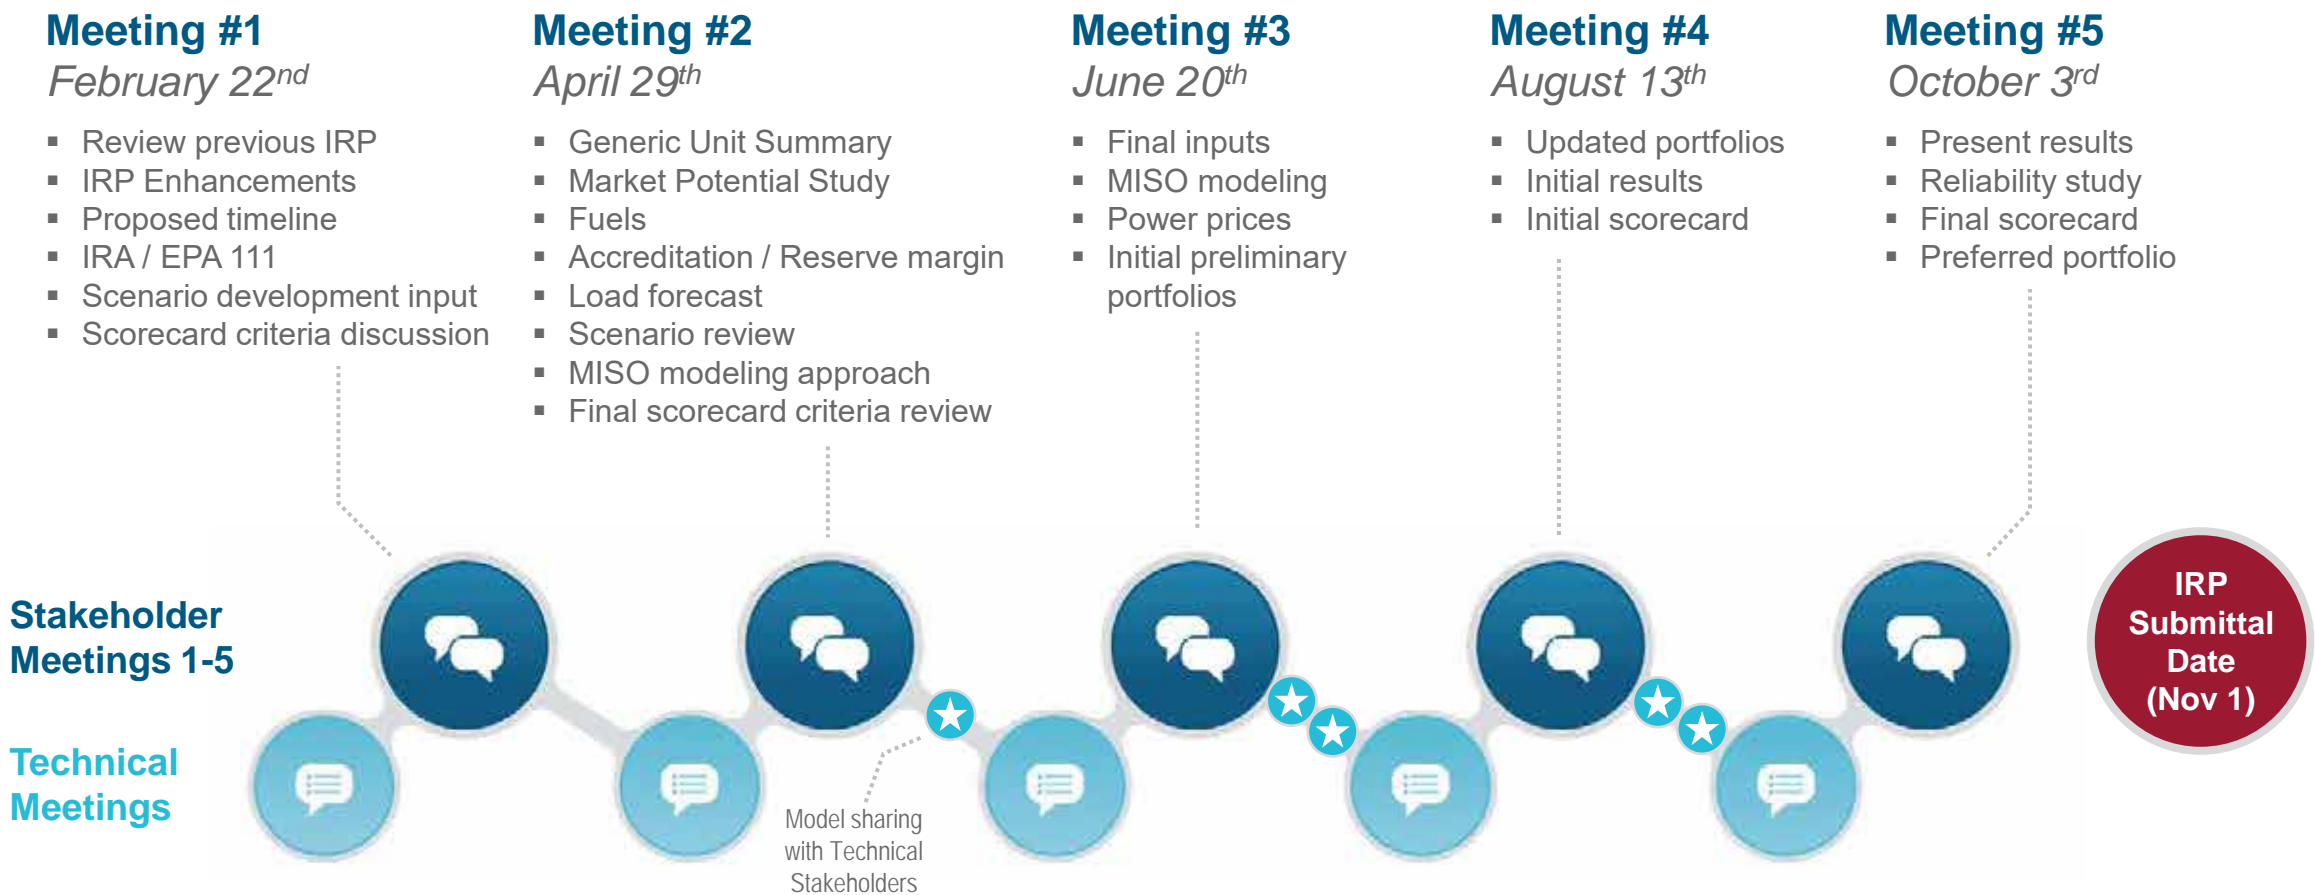 Meeting #1
February 22nd
▪ Review previous IRP
▪ IRP Enhancements
▪ Proposed timeline
▪ IRA / EPA 111
▪ Scenario development input
▪ Scorecard criteria discussion
Meeting #2
April 29th
▪ Generic Unit Summary
▪ Market Potential Study
▪ Fuels
▪ Accreditation / Reserve margin
▪ Load forecast
▪ Scenario review
▪ MISO modeling approach
▪ Final scorecard criteria review
Meeting #3
June 20th
▪ Final inputs
▪ MISO modeling
▪ Power prices
▪ Initial preliminary
portfolios
Meeting #4
August 13th
▪ Updated portfolios
▪ Initial results
▪ Initial scorecard
Meeting #5
October 3rd
▪ Present results
▪ Reliability study
▪ Final scorecard
▪ Preferred portfolio
Stakeholder
Meetings 1-5
IRP
Submittal
Date
(Nov 1)
Technical
Meetings
Model sharing
with Technical
Stakeholders